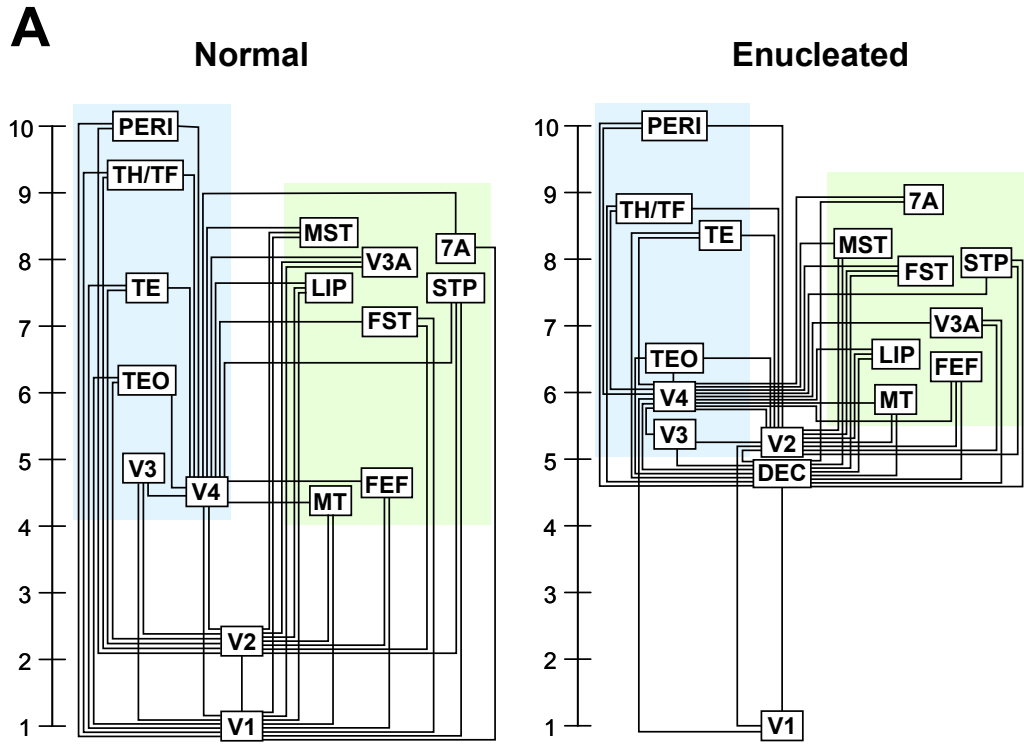 A
Normal
Enucleated
10
9
8
7
6
5
4
3
2
1
PERI
TH/TF
TE
TEO
V3
V4
MST
V3A
7A
LIP
STP
FST
FEF
MT
V2
V1
10
9
8
7
6
5
4
3
2
1
PERI
TH/TF
TE
TEO
V4
V3
7A
MST
FST
STP
V3A
LIP
FEF
MT
V2
DEC
V1